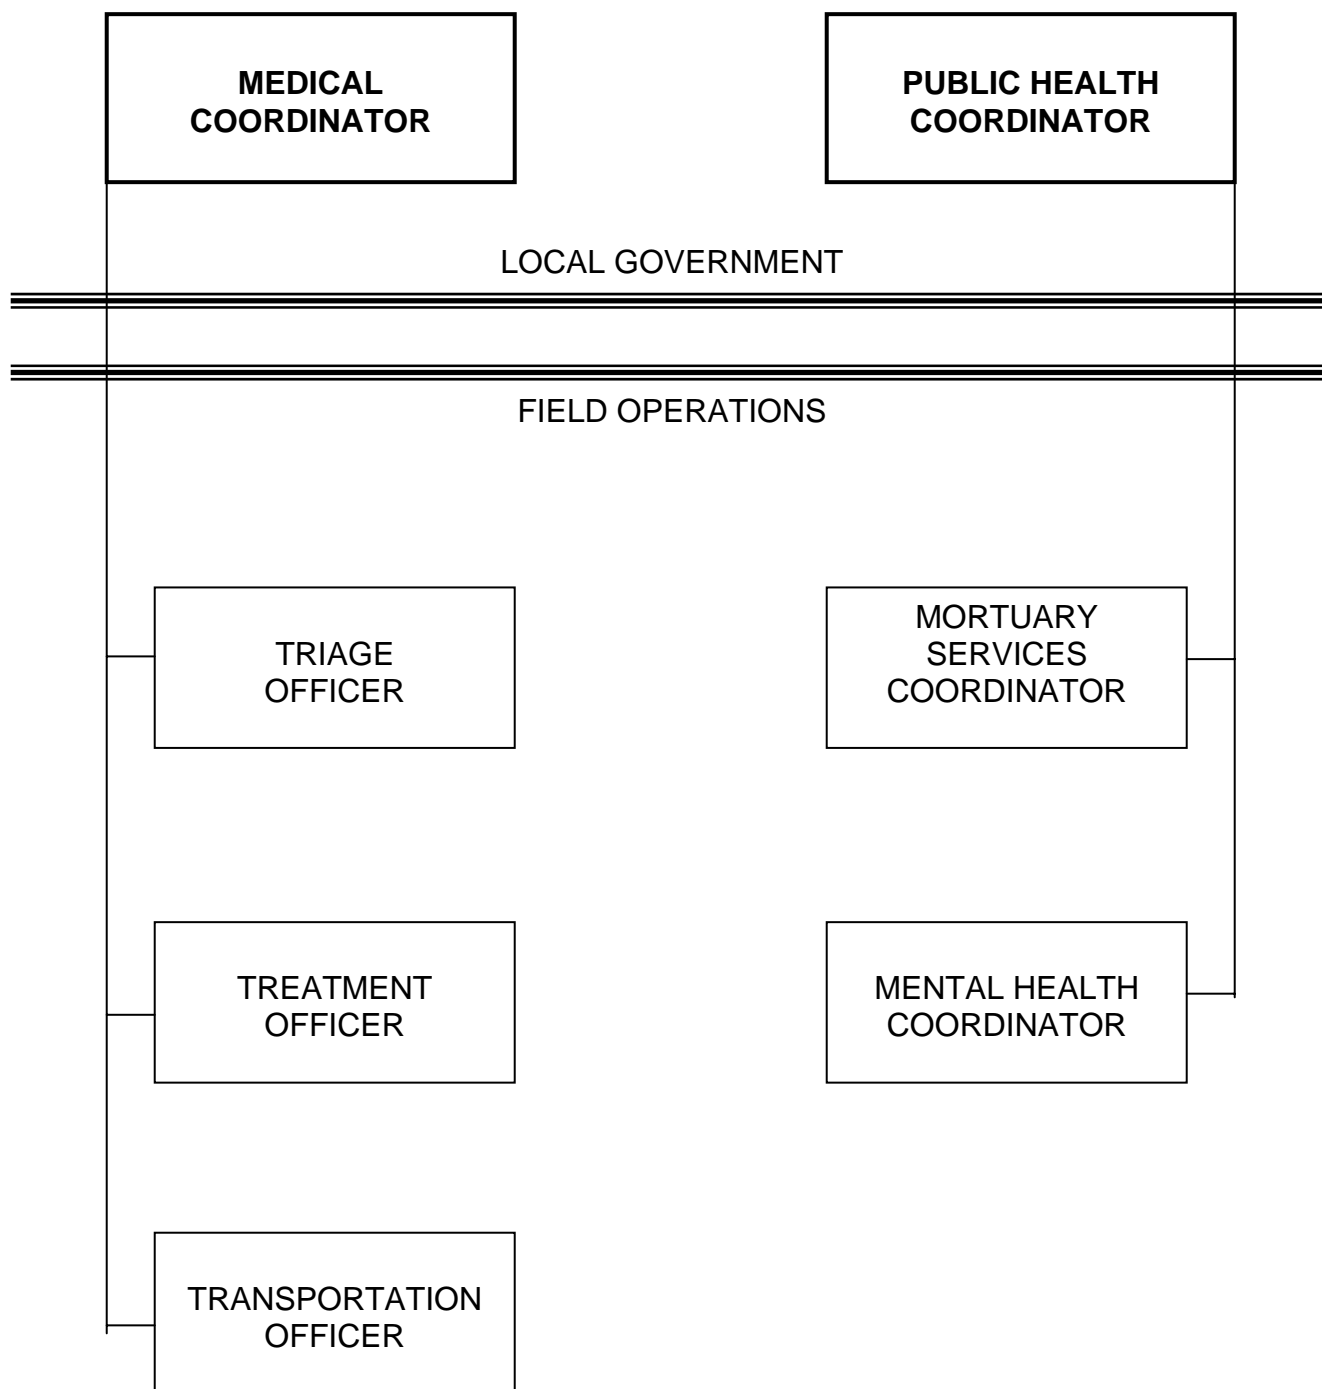 MEDICAL
COORDINATOR
PUBLIC HEALTH
COORDINATOR
LOCAL GOVERNMENT
FIELD OPERATIONS
TRIAGE
OFFICER
MORTUARY
SERVICES
COORDINATOR
TREATMENT
OFFICER
MENTAL HEALTH
COORDINATOR
TRANSPORTATION
OFFICER